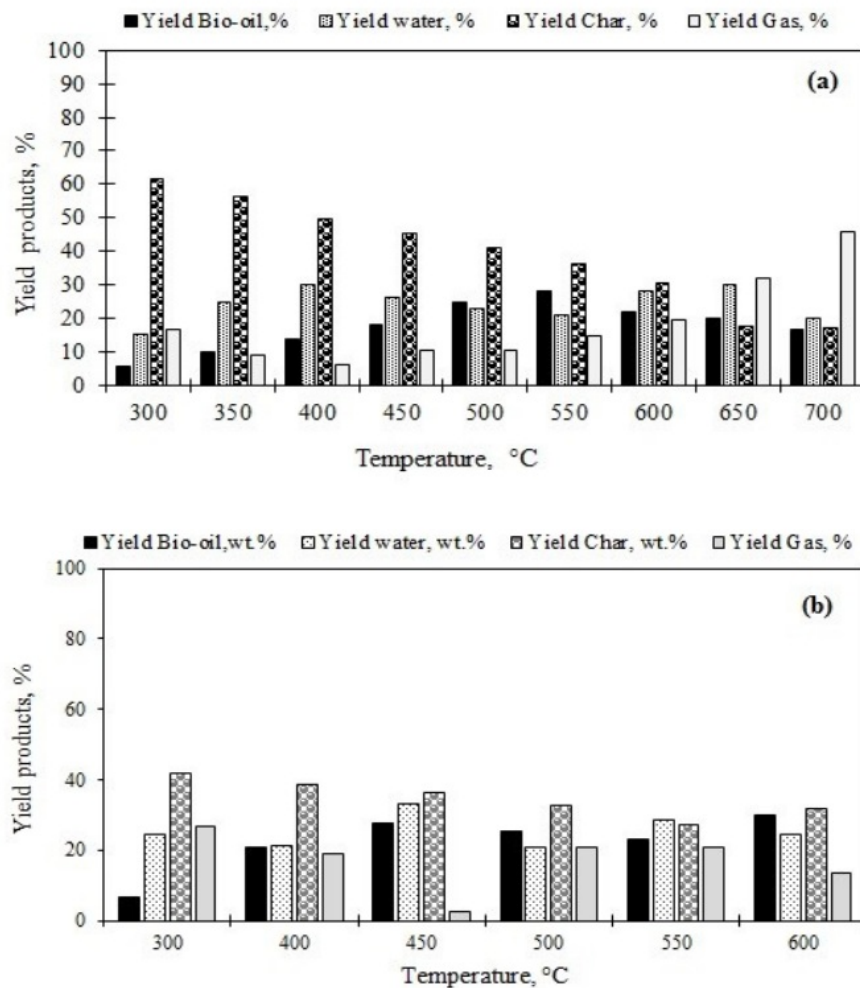 Yield Bio-oil,% Yield water, % Yield Char, % Yield Gas, %
(a)
100
90
80
70
60
50
40
30
20
10
0
Yield products, %
300 350 400 450 500 550 600 650 700
Temperature, °C
Yield Bio-oil,wt.% Yield water, wt.% Yield Char, wt.% Yield Gas, %
(b)
100
80
60
40
20
0
Yield products, %
300 400 450 500 550 600
Temperature, °C